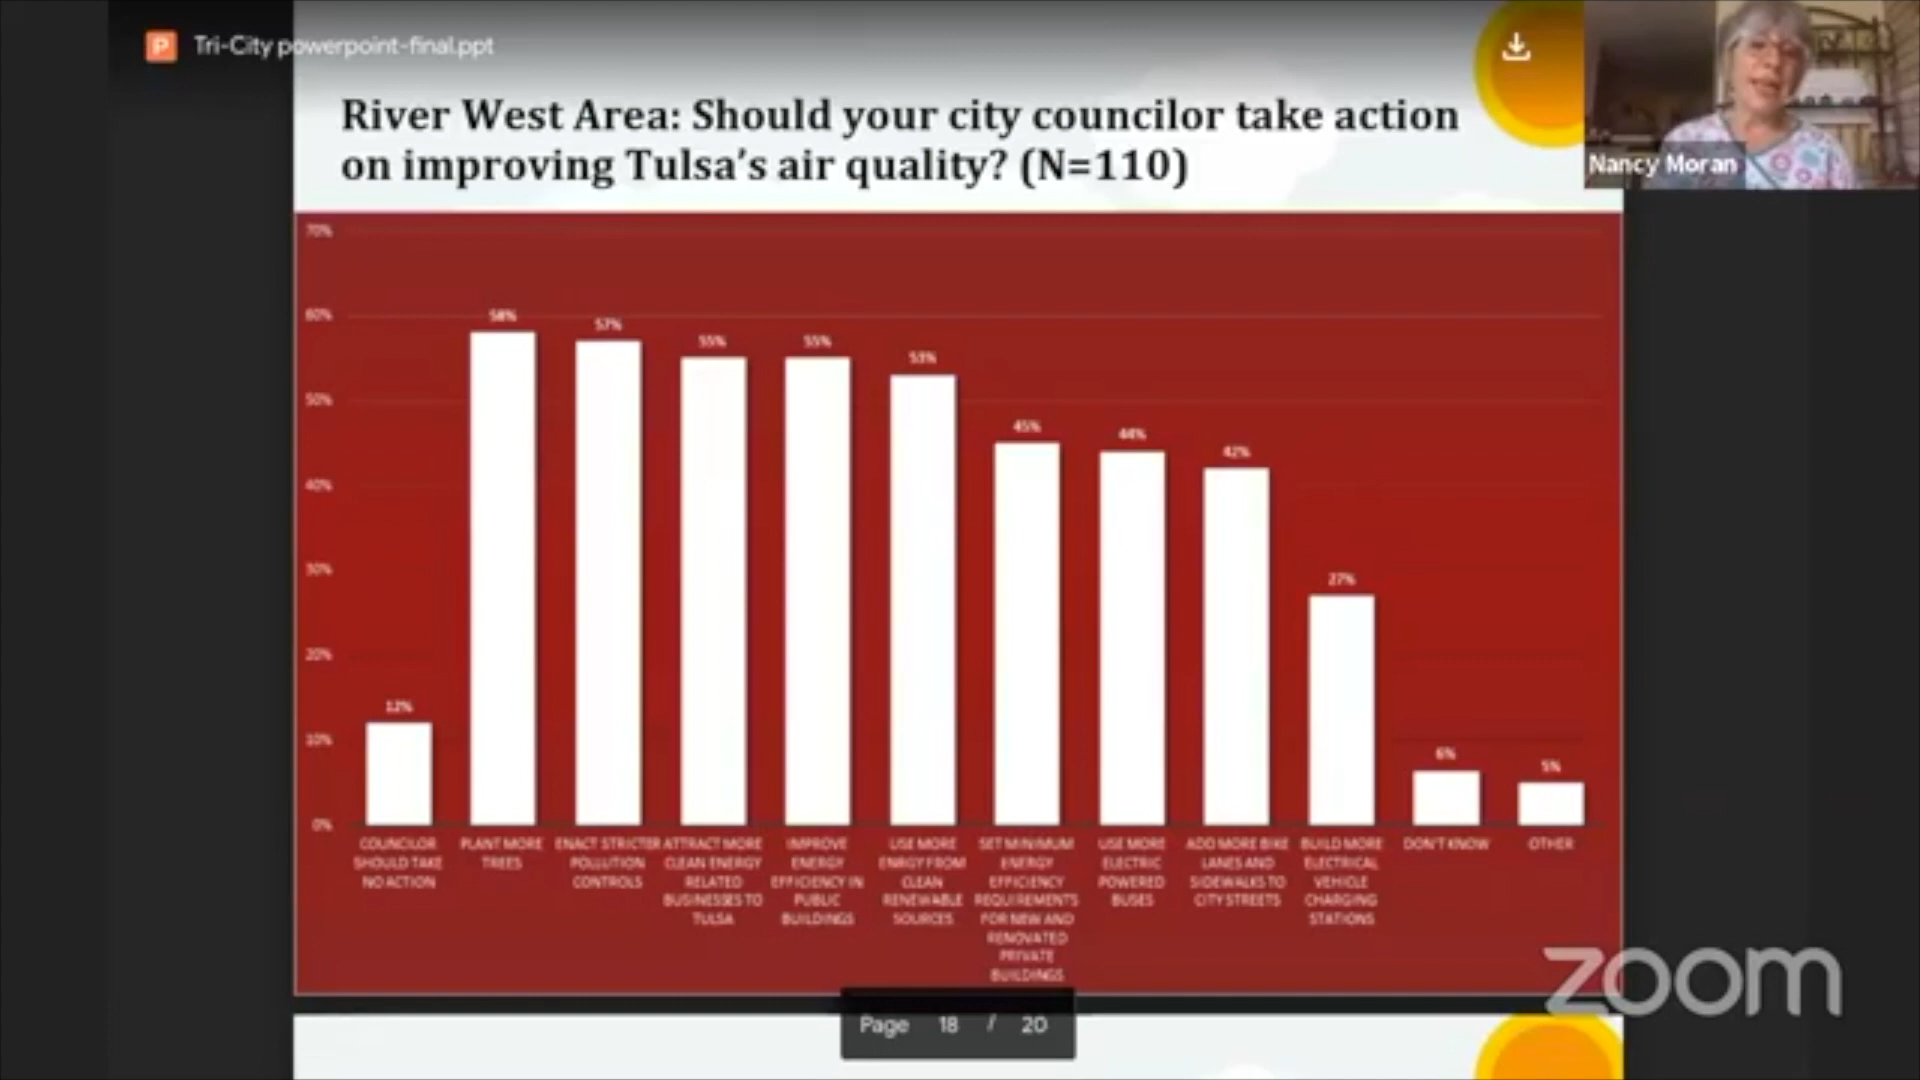 P Tri-City powerpoint-final.ppt
River West Area: Should your city councilor take action
on improving Tulsa's air quality? (N=110)
Nancy Moran
70%
60%
50%
40%
30%
20%
10%
0%
12%
58%
57%
55%
55%
53%
45%
44%
42%
27%
6%
5%
COUNCILOR
SHOULD TAKE
NO ACTION
PLANT MORE
TREES
ENACT STRICTER
POLLUTION
CONTROLS
ATTRACT MORE
CLEAN ENERGY
RELATED
BUSINESSES TO
TULSA
IMPROVE
ENERGY
EFFICIENCY IN
PUBLIC
BUILDINGS
USE MORE
ENRGY FROM
CLEAN
RENEWABLE
SOURCES
SET MINIMUM
ENERGY
EFFICIENCY
REQUIREMENTS
FOR NEW AND
RENOVATED
PRIVATE
BUILDINGS
USE MORE
ELECTRIC
POWERED
BUSES
ADD MORE BIKE
LANES AND
SIDEWALKS TO
CITY STREETS
BUILD MORE
ELECTRICAL
VEHICLE
CHARGING
STATIONS
DON'T KNOW
OTHER
Page 18 / 20
zoom